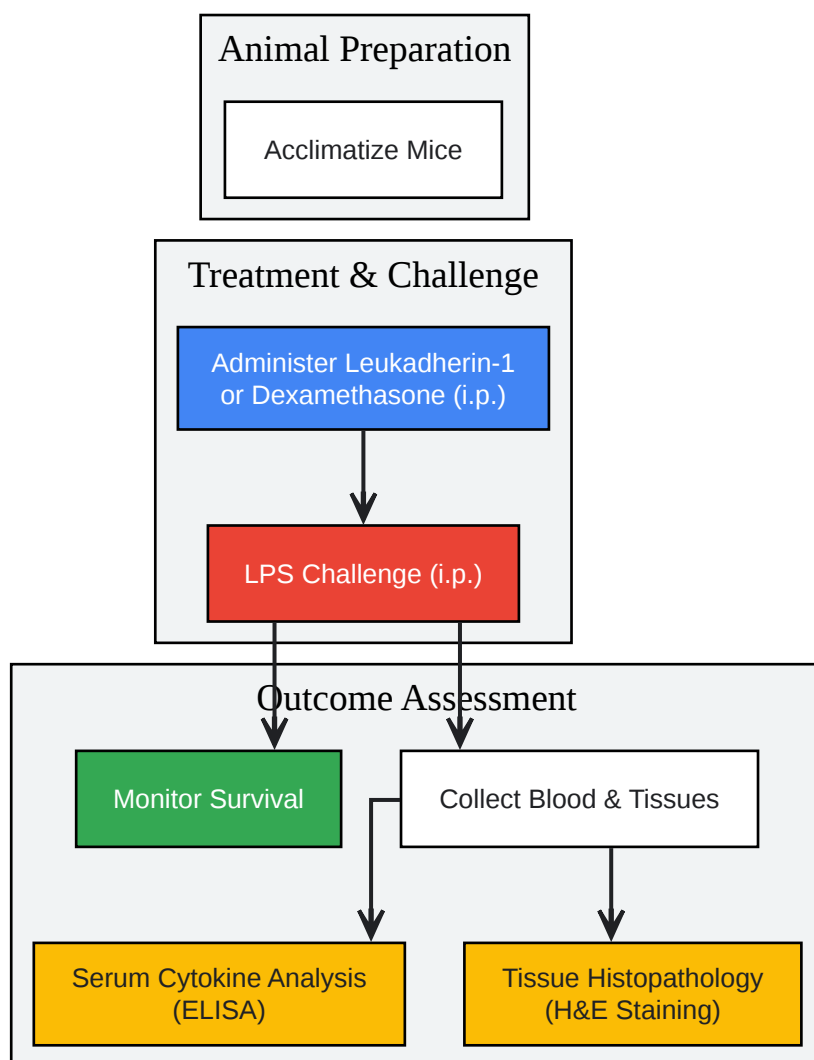 Animal Preparation
Acclimatize Mice
Treatment & Challenge
Administer Leukadherin-1
or Dexamethasone (i.p.)
LPS Challenge (i.p.)
Outcome Assessment
Monitor Survival
Collect Blood & Tissues
Serum Cytokine Analysis
(ELISA)
Tissue Histopathology
(H&E Staining)